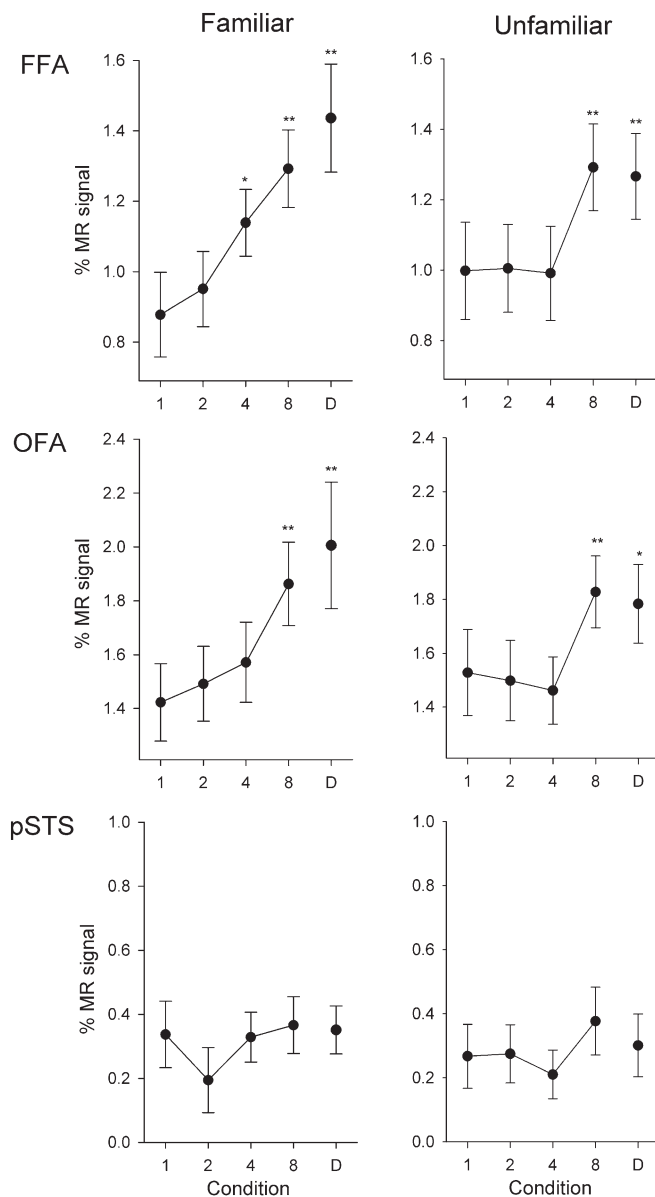 Familiar Unfamiliar
FFA
1.6 1.6
1.4 1.4
1.2 1.2
1.0 1.0
0.8 0.8
% MR signal
** ** * **
** **
1 2 4 8 D 1 2 4 8 D
OFA
2.4 2.4
2.2 2.2
2.0 2.0
1.8 1.8
1.6 1.6
1.4 1.4
% MR signal
** **
** *
1 2 4 8 D 1 2 4 8 D
pSTS
1.0 1.0
0.8 0.8
0.6 0.6
0.4 0.4
0.2 0.2
0.0 0.0
% MR signal
1 2 4 8 D 1 2 4 8 D
Condition Condition